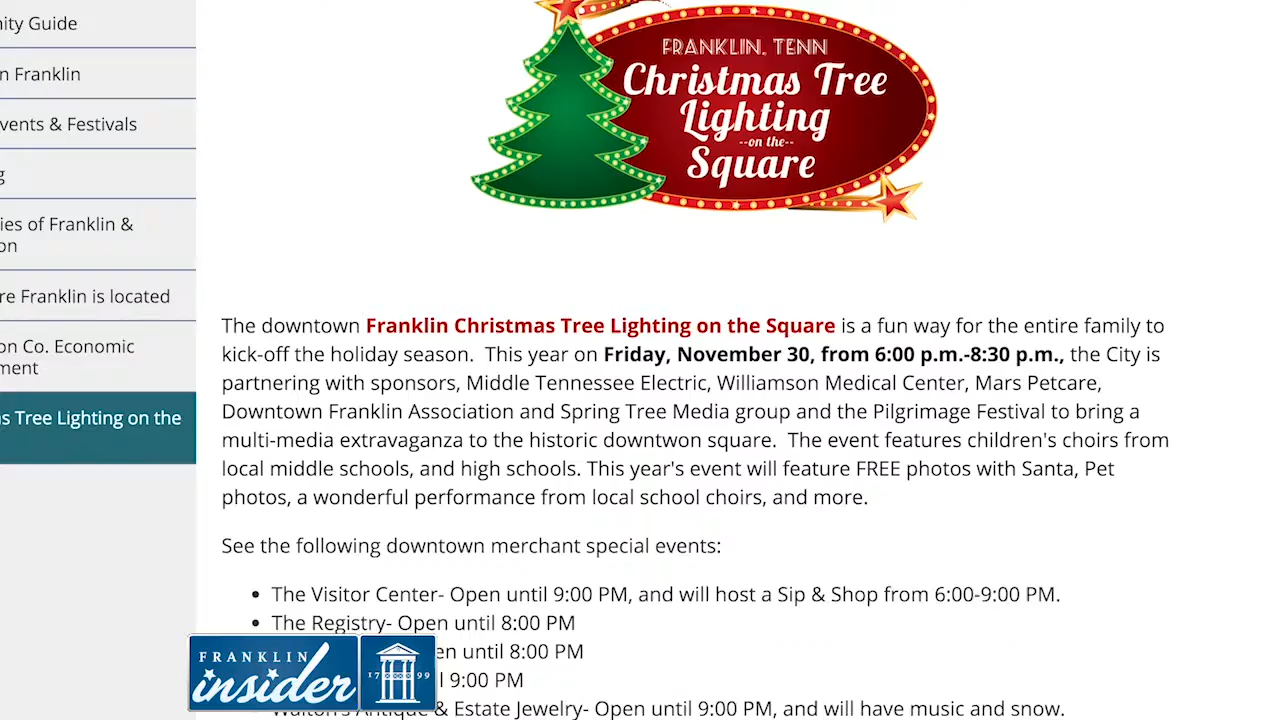 ity Guide
n Franklin
vents & Festivals
g
ies of Franklin &
on
re Franklin is located
on Co. Economic
ment
s Tree Lighting on the
FRANKLIN, TENN
Christmas Tree
Lighting
--on the--
Square
The downtown Franklin Christmas Tree Lighting on the Square is a fun way for the entire family to
kick-off the holiday season.  This year on Friday, November 30, from 6:00 p.m.-8:30 p.m., the City is
partnering with sponsors, Middle Tennessee Electric, Williamson Medical Center, Mars Petcare,
Downtown Franklin Association and Spring Tree Media group and the Pilgrimage Festival to bring a
multi-media extravaganza to the historic downtwon square.  The event features children's choirs from
local middle schools, and high schools. This year's event will feature FREE photos with Santa, Pet
photos, a wonderful performance from local school choirs, and more.
See the following downtown merchant special events:
The Visitor Center- Open until 9:00 PM, and will host a Sip & Shop from 6:00-9:00 PM.
The Registry- Open until 8:00 PM
en until 8:00 PM
l 9:00 PM
Walton's Antique & Estate Jewelry- Open until 9:00 PM, and will have music and snow.
FRANKLIN
insider
1799